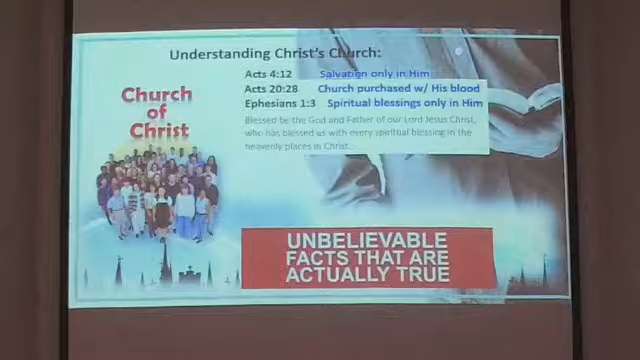 Understanding Christ's Church:
Acts 4:12 Salvation only in Him
Acts 20:28 Church purchased w/ His blood
Ephesians 1:3 Spiritual blessings only in Him
Blessed be the God and Father of our Lord Jesus Christ,
who has blessed us with every spiritual blessing in the
heavenly places in Christ...
Church
of
Christ
UNBELIEVABLE
FACTS THAT ARE
ACTUALLY TRUE